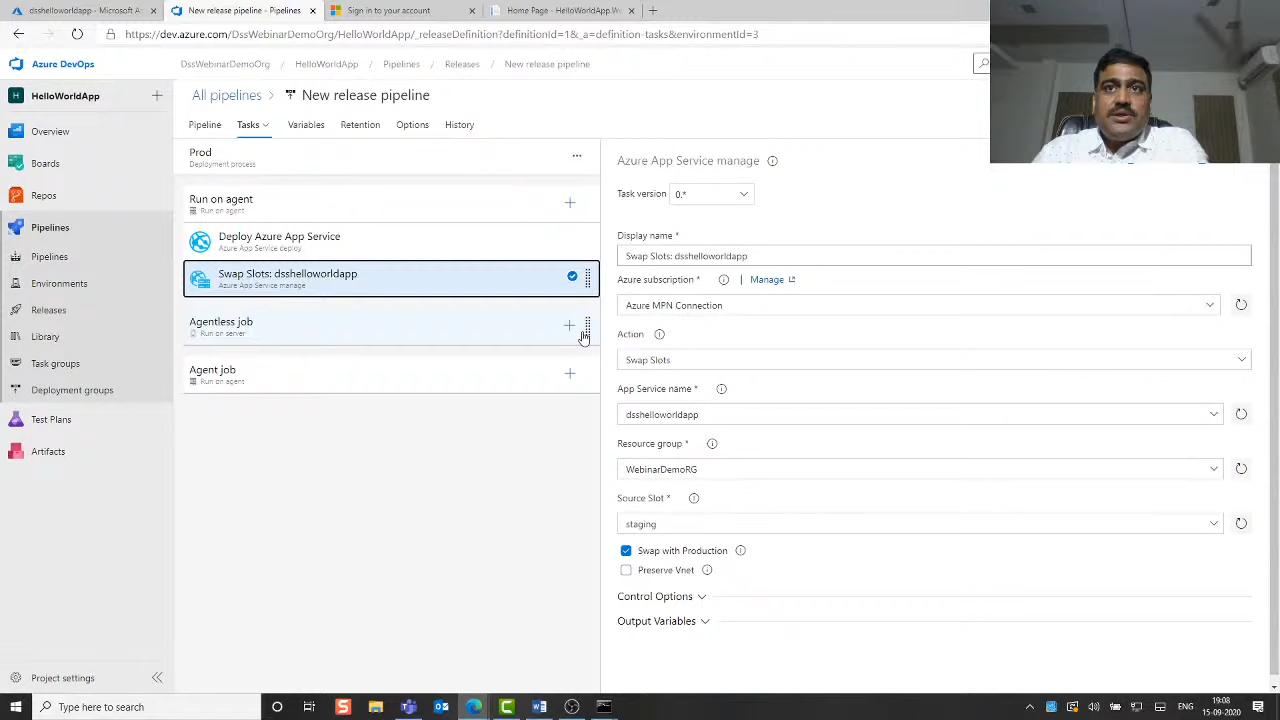 dsshelloworldapp - Microsoft A
New release pipeline - Pipelines
Sign in to your account
Home Page - HelloWorldApp.We
https://dev.azure.com/DssWebinarDemoOrg/HelloWorldApp/_releaseDefinition?definitionId=1&_a=definition-tasks&environmentId=3
Azure DevOps
DssWebinarDemoOrg / HelloWorldApp / Pipelines / Releases / New release pipeline
HelloWorldApp
All pipelines > New release pipeline
Overview
Pipeline Tasks Variables Retention Options History
Boards
Repos
Pipelines
Pipelines
Environments
Releases
Library
Task groups
Deployment groups
Test Plans
Artifacts
Project settings
Prod
Deployment process
Run on agent
Run on agent
Deploy Azure App Service
Azure App Service deploy
Swap Slots: dsshelloworldapp
Azure App Service manage
Agentless job
Run on server
Agent job
Run on agent
Azure App Service manage
Task version 0.*
Display name *
Swap Slots: dsshelloworldapp
Azure subscription * | Manage
Azure MPN Connection
Action
Swap Slots
App Service name *
dsshelloworldapp
Resource group *
WebinarDemoRG
Source Slot *
staging
Swap with Production
Preserve Vnet
Control Options
Output Variables
Type here to search
ENG
19:08
15-09-2020